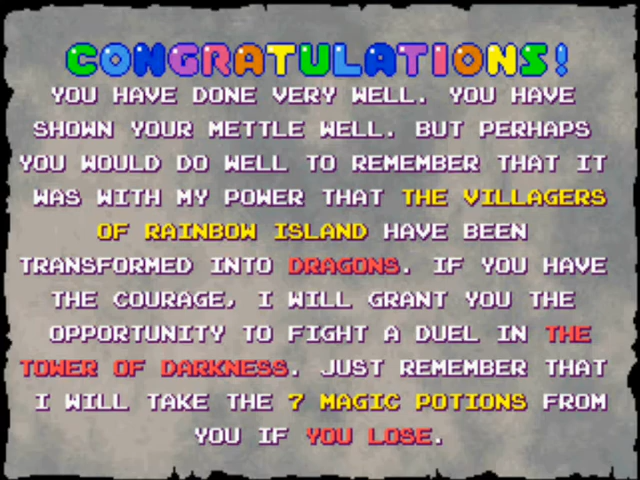 CONGRATULATIONS!
YOU HAVE DONE VERY WELL. YOU HAVE
SHOWN YOUR METTLE WELL. BUT PERHAPS
YOU WOULD DO WELL TO REMEMBER THAT IT
WAS WITH MY POWER THAT THE VILLAGERS
OF RAINBOW ISLAND HAVE BEEN
TRANSFORMED INTO DRAGONS. IF YOU HAVE
THE COURAGE, I WILL GRANT YOU THE
OPPORTUNITY TO FIGHT A DUEL IN THE
TOWER OF DARKNESS. JUST REMEMBER THAT
I WILL TAKE THE 7 MAGIC POTIONS FROM
YOU IF YOU LOSE.